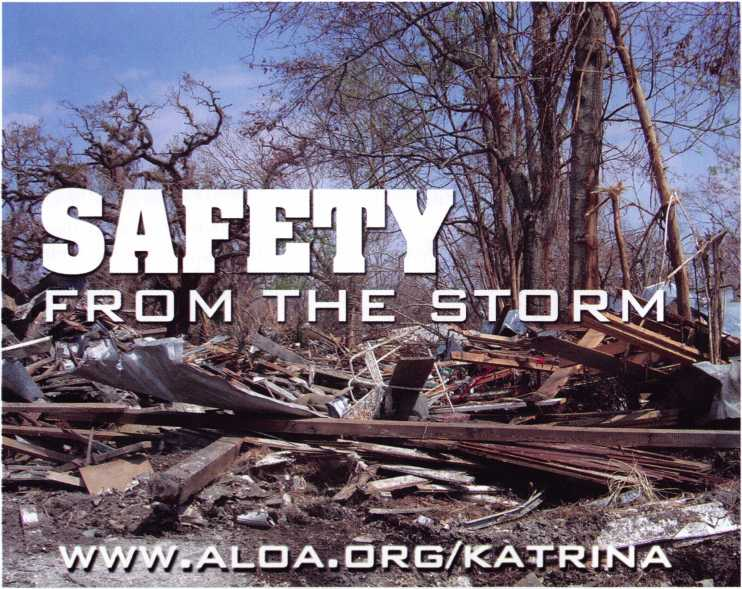 SAFETY
FROM THE STORM
WWW.ALOA.ORG/KATRINA